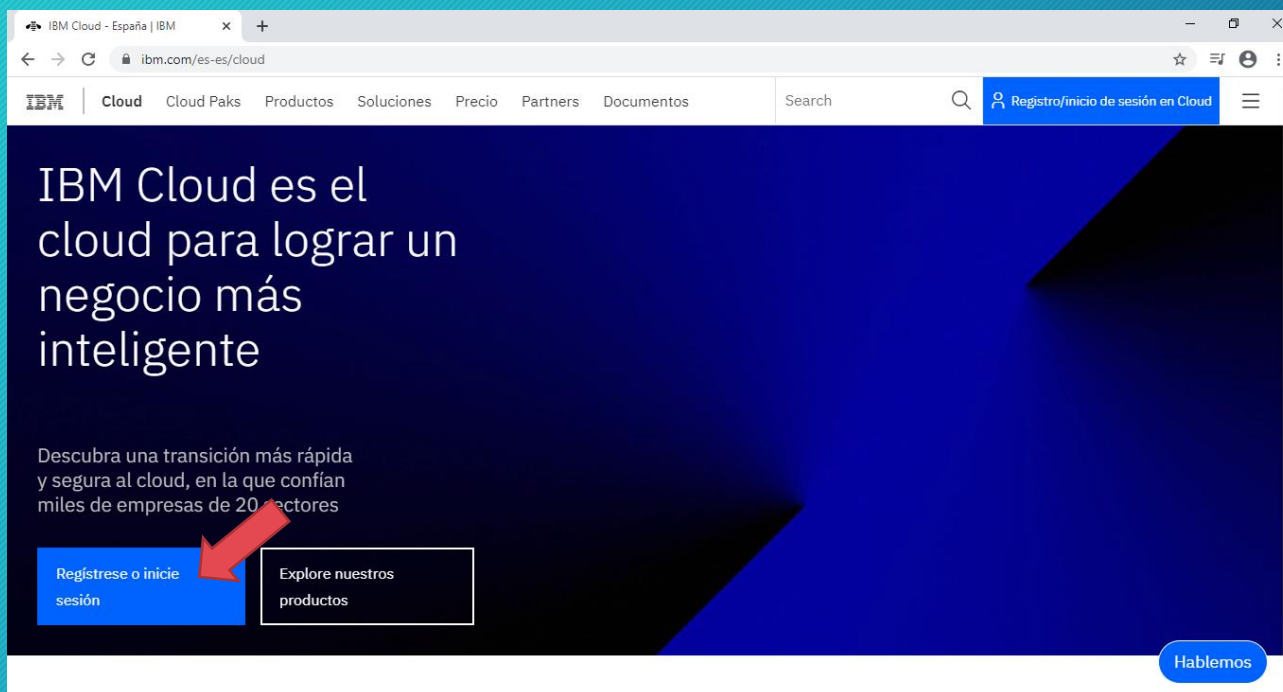 IBM Cloud - España | IBM
ibm.com/es-es/cloud
IBM Cloud Cloud Paks Productos Soluciones Precio Partners Documentos Search Registro/inicio de sesión en Cloud
IBM Cloud es el
cloud para lograr un
negocio más
inteligente
Descubra una transición más rápida
y segura al cloud, en la que confían
miles de empresas de 20 sectores
Regístrese o inicie
sesión
Explore nuestros
productos
Hablemos